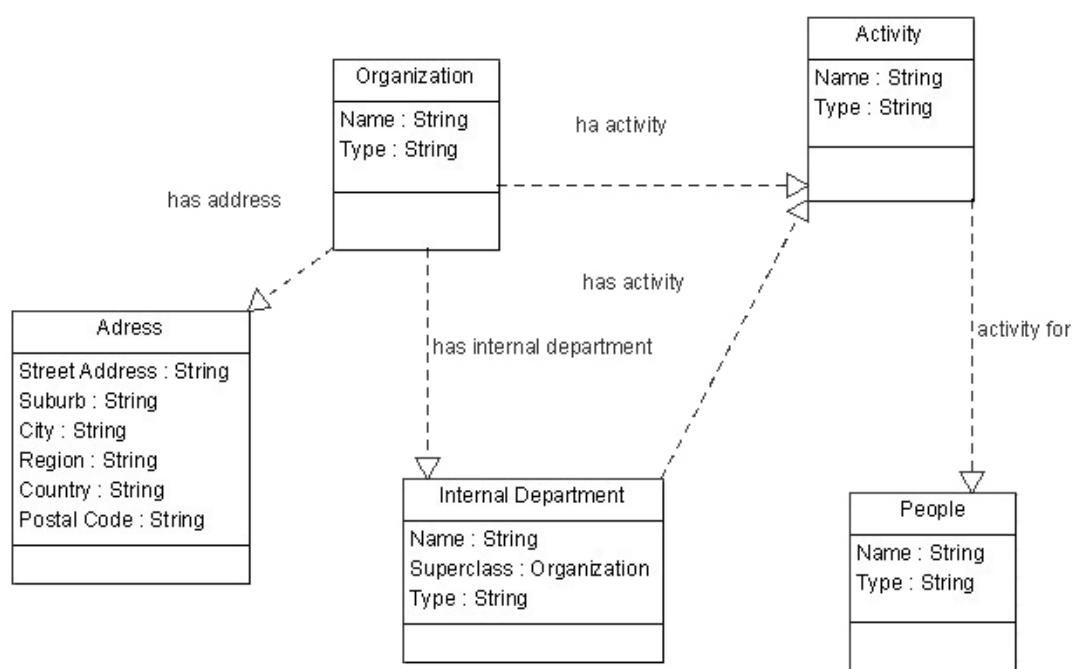 Activity
Name : String
Type : String
Organization
Name : String
Type : String
ha activity
has address
has activity
Adress
Street Address : String
Suburb : String
City : String
Region : String
Country : String
Postal Code : String
has internal department
activity for
Internal Department
Name : String
Superclass : Organization
Type : String
People
Name : String
Type : String